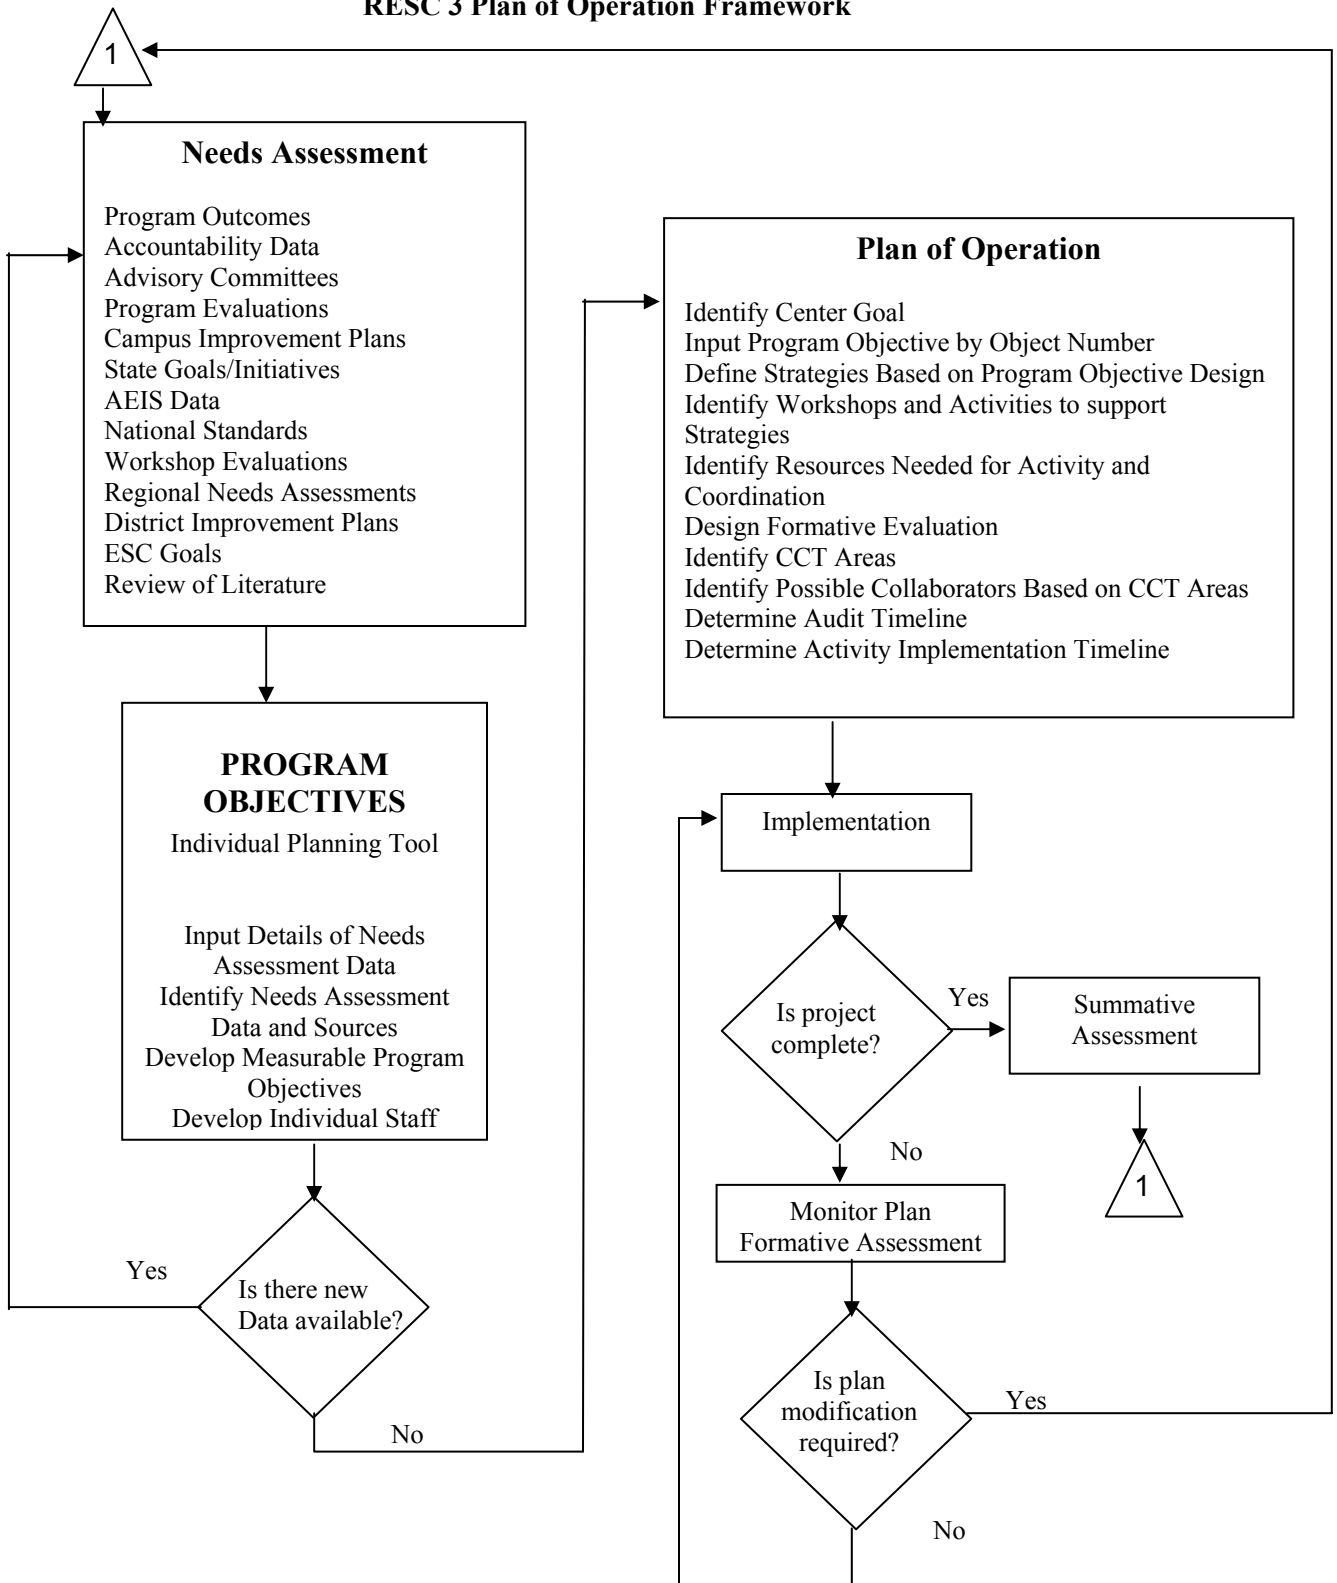 RESC 3 Plan of Operation Framework
1
Needs Assessment
Program Outcomes
Accountability Data
Advisory Committees
Program Evaluations
Campus Improvement Plans
State Goals/Initiatives
AEIS Data
National Standards
Workshop Evaluations
Regional Needs Assessments
District Improvement Plans
ESC Goals
Review of Literature
PROGRAM
OBJECTIVES
Individual Planning Tool
Input Details of Needs
Assessment Data
Identify Needs Assessment
Data and Sources
Develop Measurable Program
Objectives
Develop Individual Staff
Yes
Is there new
Data available?
No
Plan of Operation
Identify Center Goal
Input Program Objective by Object Number
Define Strategies Based on Program Objective Design
Identify Workshops and Activities to support
Strategies
Identify Resources Needed for Activity and
Coordination
Design Formative Evaluation
Identify CCT Areas
Identify Possible Collaborators Based on CCT Areas
Determine Audit Timeline
Determine Activity Implementation Timeline
Implementation
Is project
complete?
Yes
Summative
Assessment
1
No
Monitor Plan
Formative Assessment
Is plan
modification
required?
Yes
No